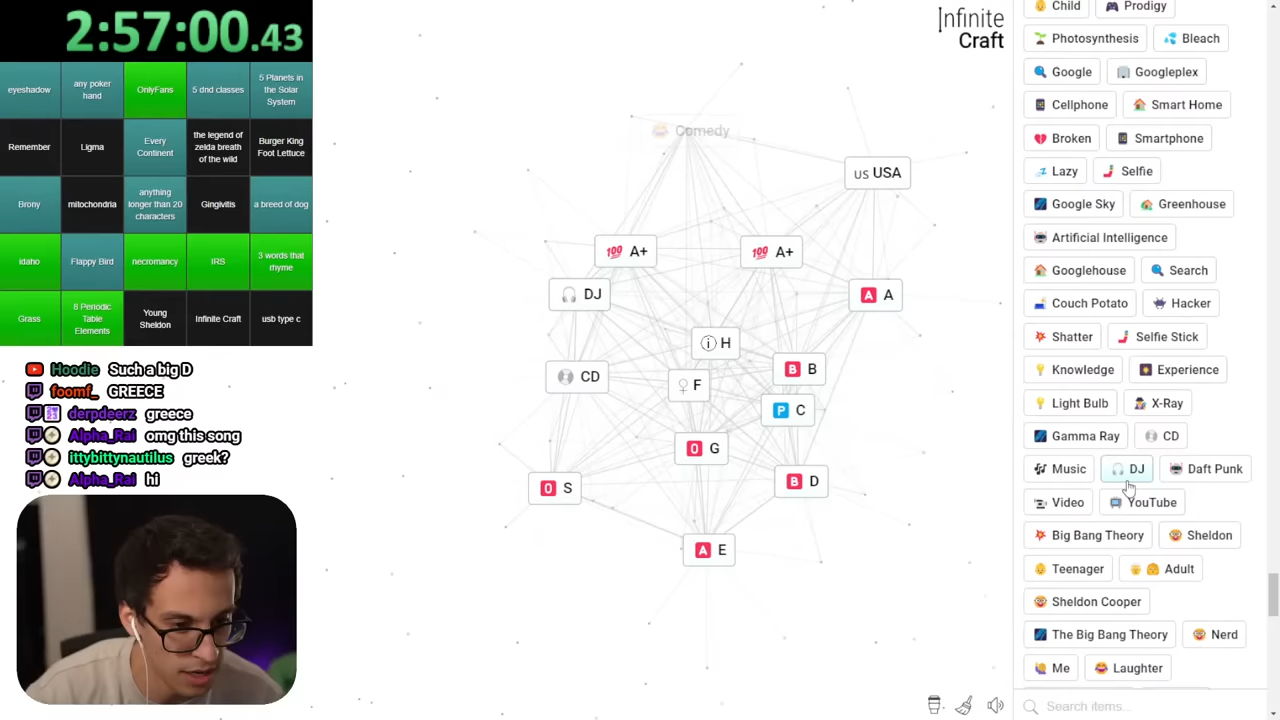 2:57:00.43
eyeshadow
any poker
hand
OnlyFans
5 dnd classes
5 Planets in
the Solar
System
Remember
Ligma
Every
Continent
the legend of
zelda breath
of the wild
Burger King
Foot Lettuce
Brony
mitochondria
anything
longer than 20
characters
Gingivitis
a breed of dog
idaho
Flappy Bird
necromancy
IRS
3 words that
rhyme
Grass
8 Periodic
Table
Elements
Young
Sheldon
Infinite Craft
usb type c
Hoodie Such a big D
foomf_ GREECE
derpdeerz greece
Alpha_Rai omg this song
ittybittynautilus greek?
Alpha_Rai hi
Infinite
Craft
Comedy
US USA
💯 A+
💯 A+
DJ
A A
H
CD
F
B B
P C
O G
O S
B D
A E
Child Prodigy
Photosynthesis Bleach
Google Googleplex
Cellphone Smart Home
Broken Smartphone
Lazy Selfie
Google Sky Greenhouse
Artificial Intelligence
Googlehouse Search
Couch Potato Hacker
Shatter Selfie Stick
Knowledge Experience
Light Bulb X-Ray
Gamma Ray CD
Music DJ Daft Punk
Video YouTube
Big Bang Theory Sheldon
Teenager Adult
Sheldon Cooper
The Big Bang Theory Nerd
Me Laughter
Search items...